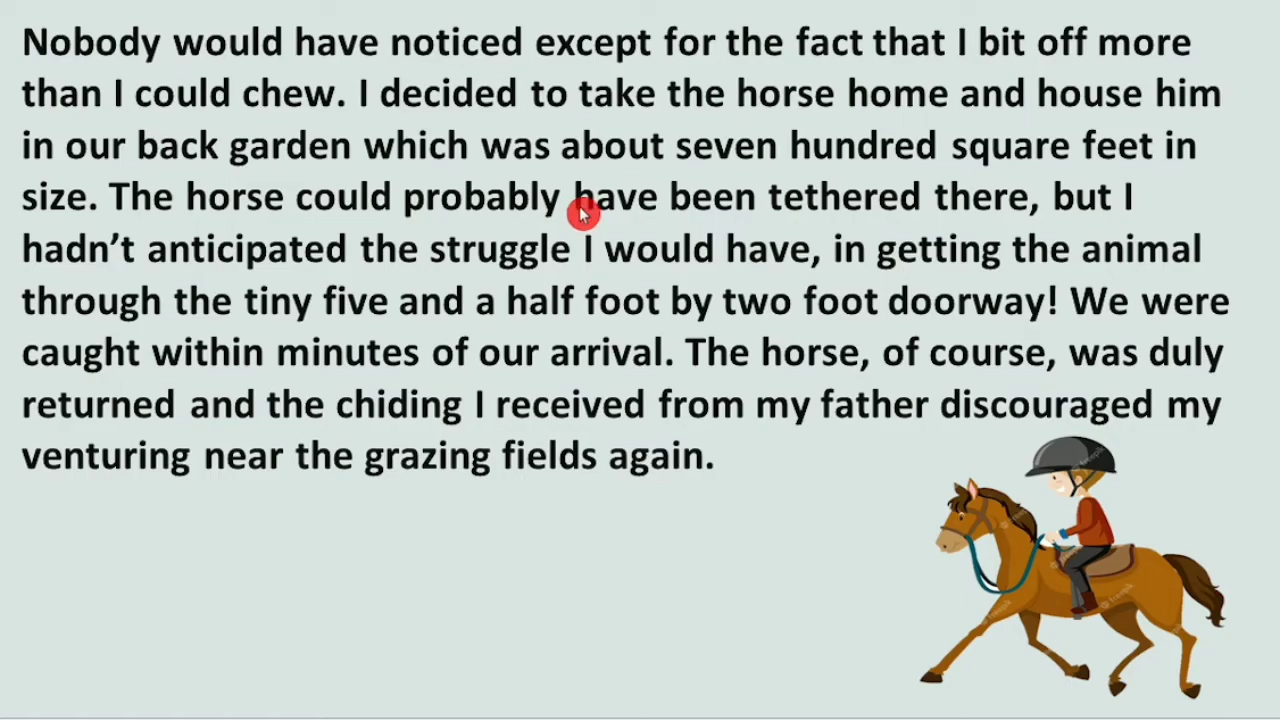 Nobody would have noticed except for the fact that I bit off more
than I could chew. I decided to take the horse home and house him
in our back garden which was about seven hundred square feet in
size. The horse could probably have been tethered there, but I
hadn’t anticipated the struggle I would have, in getting the animal
through the tiny five and a half foot by two foot doorway! We were
caught within minutes of our arrival. The horse, of course, was duly
returned and the chiding I received from my father discouraged my
venturing near the grazing fields again.